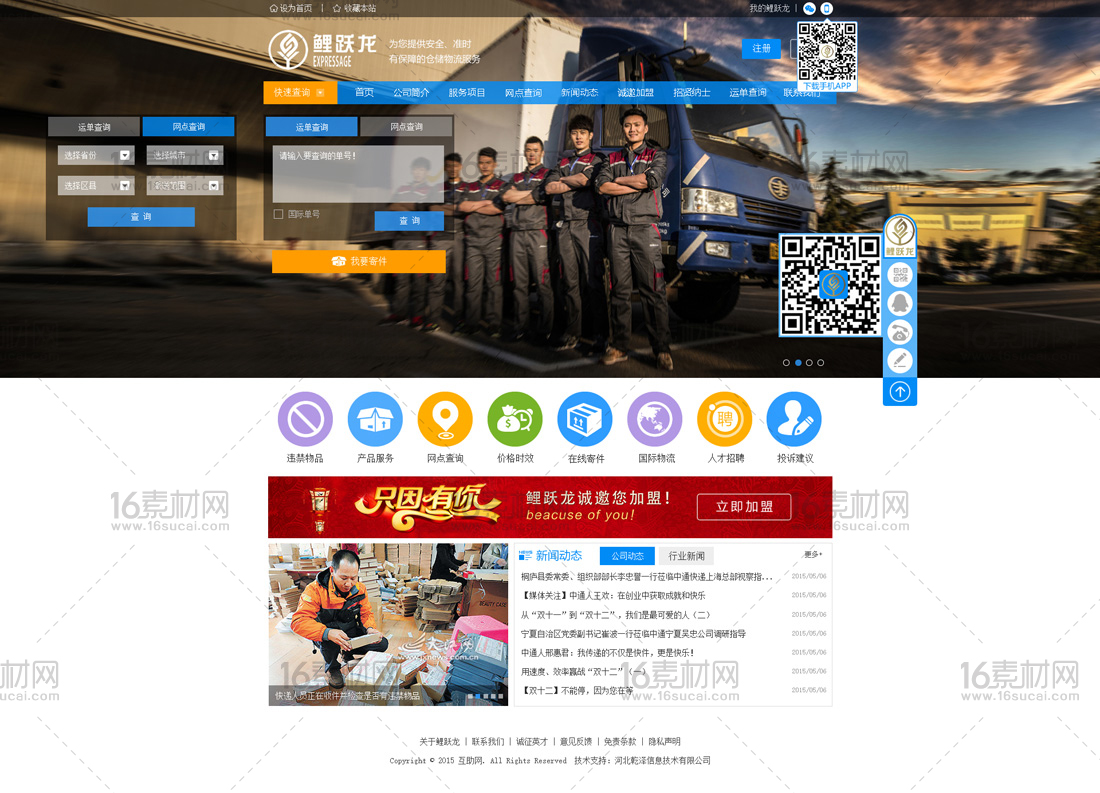 设为首页 | 收藏本站
我的鲤跃龙 |
鲤跃龙
EXPRESSAGE
为您提供安全、准时
有保障的仓储物流服务
注册
下载手机APP
快速查询 首页 公司简介 服务项目 网点查询 新闻动态 诚邀加盟 招贤纳士 运单查询 联系我们
运单查询 网点查询
选择省份 选择城市
选择区县
查 询
运单查询 网点查询
请输入要查询的单号!
国际单号
查 询
我要寄件
鲤跃龙
违禁物品 产品服务 网点查询 价格时效 在线寄件 国际物流 人才招聘 投诉建议
聘
只因有你
鲤跃龙诚邀您加盟!
beacuse of you!
立即加盟
快递人员正在收件并检查是否有违禁物品
新闻动态 公司动态 行业新闻 更多+
桐庐县委常委、组织部部长李忠誉一行莅临中通快递上海总部视察指... 2015/05/06
【媒体关注】中通人王欢：在创业中获取成就和快乐 2015/05/06
从“双十一”到“双十二”，我们是最可爱的人（二） 2015/05/06
宁夏自治区党委副书记崔波一行莅临中通宁夏吴忠公司调研指导 2015/05/06
中通人邢惠君：我传递的不仅是快件，更是快乐! 2015/05/06
用速度、效率赢战“双十二”（一） 2015/05/06
【双十二】不能停，因为您在等 2015/05/06
关于鲤跃龙 | 联系我们 | 诚征英才 | 意见反馈 | 免责条款 | 隐私声明
Copyright © 2015 互助网. All Rights Reserved 技术支持：河北乾泽信息技术有限公司
16素材网
www.16sucai.com